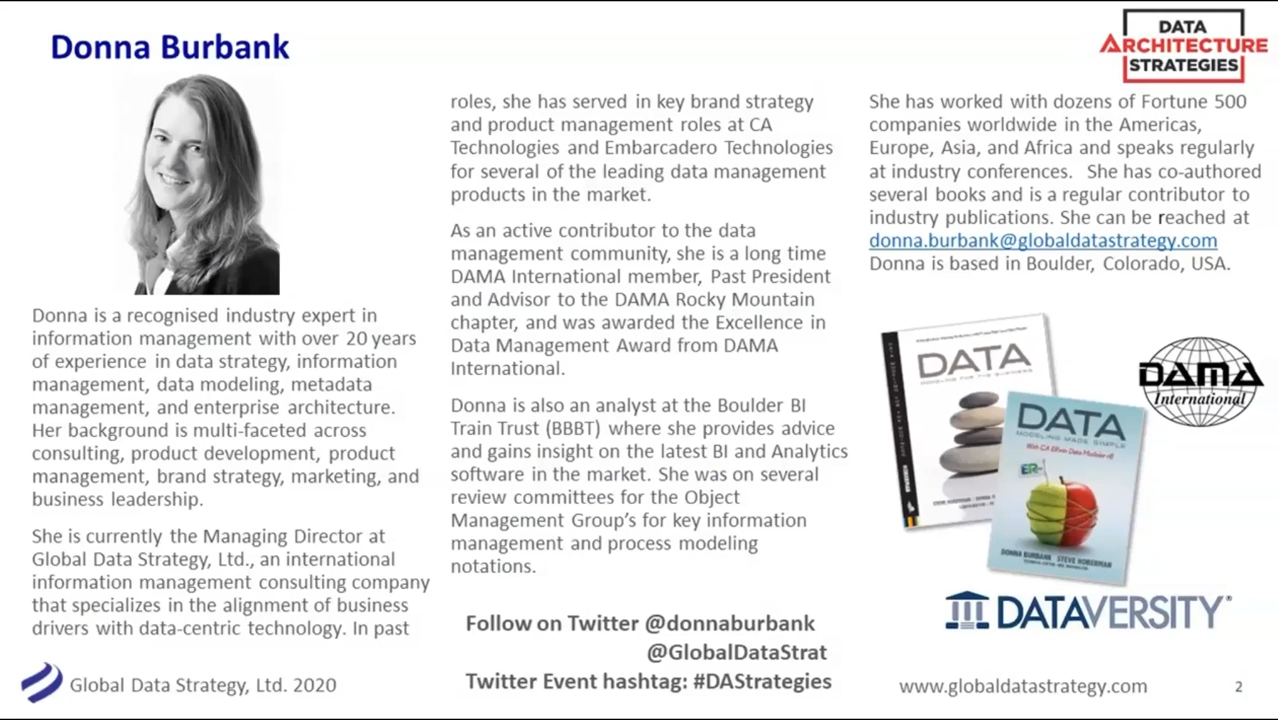 Donna Burbank
DATA
ARCHITECTURE
STRATEGIES
Donna is a recognised industry expert in
information management with over 20 years
of experience in data strategy, information
management, data modeling, metadata
management, and enterprise architecture.
Her background is multi-faceted across
consulting, product development, product
management, brand strategy, marketing, and
business leadership.
She is currently the Managing Director at
Global Data Strategy, Ltd., an international
information management consulting company
that specializes in the alignment of business
drivers with data-centric technology. In past
roles, she has served in key brand strategy
and product management roles at CA
Technologies and Embarcadero Technologies
for several of the leading data management
products in the market.
As an active contributor to the data
management community, she is a long time
DAMA International member, Past President
and Advisor to the DAMA Rocky Mountain
chapter, and was awarded the Excellence in
Data Management Award from DAMA
International.
Donna is also an analyst at the Boulder BI
Train Trust (BBBT) where she provides advice
and gains insight on the latest BI and Analytics
software in the market. She was on several
review committees for the Object
Management Group's for key information
management and process modeling
notations.
Follow on Twitter @donnaburbank
@GlobalDataStrat
Twitter Event hashtag: #DAStrategies
She has worked with dozens of Fortune 500
companies worldwide in the Americas,
Europe, Asia, and Africa and speaks regularly
at industry conferences. She has co-authored
several books and is a regular contributor to
industry publications. She can be reached at
donna.burbank@globaldatastrategy.com
Donna is based in Boulder, Colorado, USA.
DATA
MODELING FOR THE BUSINESS
DATA
MODELING MADE SIMPLE
With CA ERwin Data Modeler r8
DONNA BURBANK STEVE HOBERMAN
DAMA
International
DATAVERSITY
Global Data Strategy, Ltd. 2020
www.globaldatastrategy.com
2